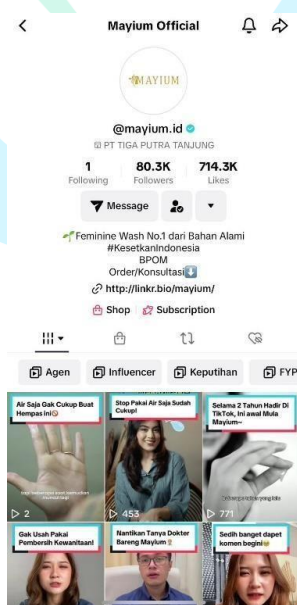 Mayium Official
MAYIUM
@mayium.id
PT TIGA PUTRA TANJUNG
1
Following
80.3K
Followers
714.3K
Likes
Message
Feminine Wash No.1 dari Bahan Alami
#KesetkanIndonesia
BPOM
Order/Konsultasi
http://linkr.bio/mayium/
Shop
Subscription
Agen
Influencer
Keputihan
FYP
Air Saja Gak Cukup Buat
Hempas ini
2
Stop Pakai Air Saja Sudah
Cukup!
453
Selama 2 Tahun Hadir Di
TikTok, Ini awal Mula
Mayium~
771
Gak Usah Pakai
Pembersih Kewanitaan!
Nantikan Tanya Dokter
Bareng Mayium
Sedih banget dapet
komen begini